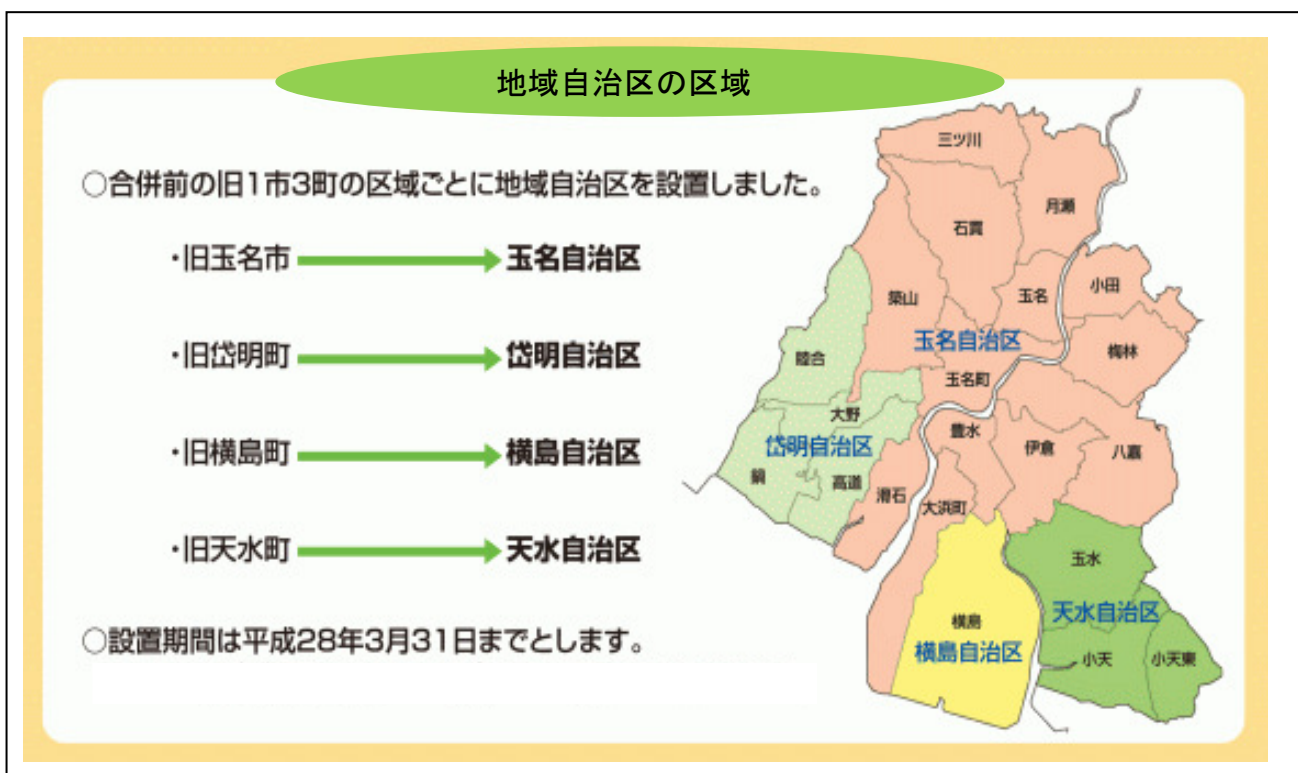 地域自治区の区域
○合併前の旧1市3町の区域ごとに地域自治区を設置しました。
・旧玉名市 玉名自治区
・旧岱明町 岱明自治区
・旧横島町 横島自治区
・旧天水町 天水自治区
○設置期間は平成28年3月31日までとします。
三ツ川
月瀬
石貫
小田
築山
玉名
玉名自治区
梅林
睦合
玉名町
大野
豊水
岱明自治区
伊倉
八嘉
鍋
高道
滑石
大浜町
玉水
天水自治区
横島
横島自治区
小天
小天東